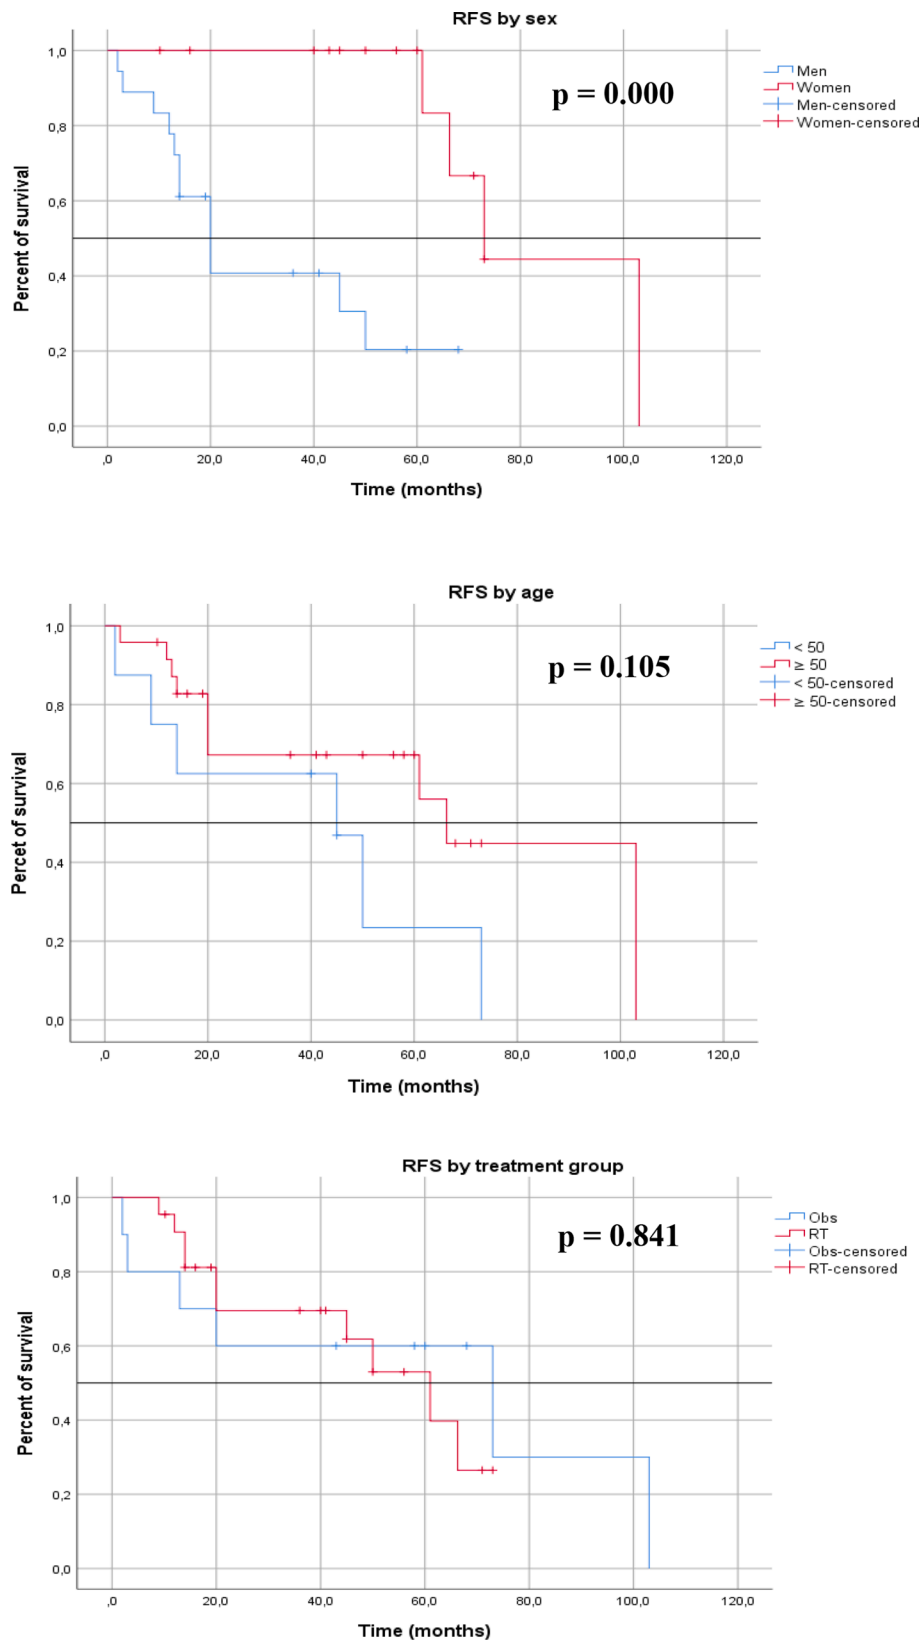 RFS by sex
1,0
0,8
0,6
0,4
0,2
0,0
Percent of survival
p = 0.000
Men
Women
Men-censored
Women-censored
,0 20,0 40,0 60,0 80,0 100,0 120,0
Time (months)
RFS by age
1,0
0,8
0,6
0,4
0,2
0,0
Percet of survival
p = 0.105
< 50
≥ 50
< 50-censored
≥ 50-censored
,0 20,0 40,0 60,0 80,0 100,0 120,0
Time (months)
RFS by treatment group
1,0
0,8
0,6
0,4
0,2
0,0
Percent of survival
p = 0.841
Obs
RT
Obs-censored
RT-censored
,0 20,0 40,0 60,0 80,0 100,0 120,0
Time (months)